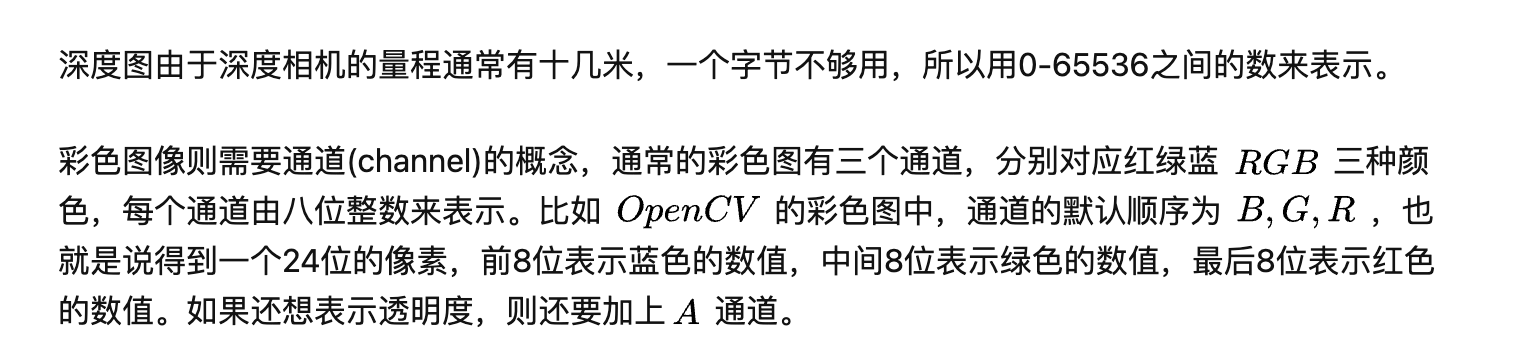 深度图由于深度相机的量程通常有十几米，一个字节不够用，所以用0-65536之间的数来表示。
彩色图像则需要通道(channel)的概念，通常的彩色图有三个通道，分别对应红绿蓝 RGB 三种颜
色，每个通道由八位整数来表示。比如 OpenCV 的彩色图中，通道的默认顺序为 B, G, R ，也
就是说得到一个24位的像素，前8位表示蓝色的数值，中间8位表示绿色的数值，最后8位表示红色
的数值。如果还想表示透明度，则还要加上 A 通道。